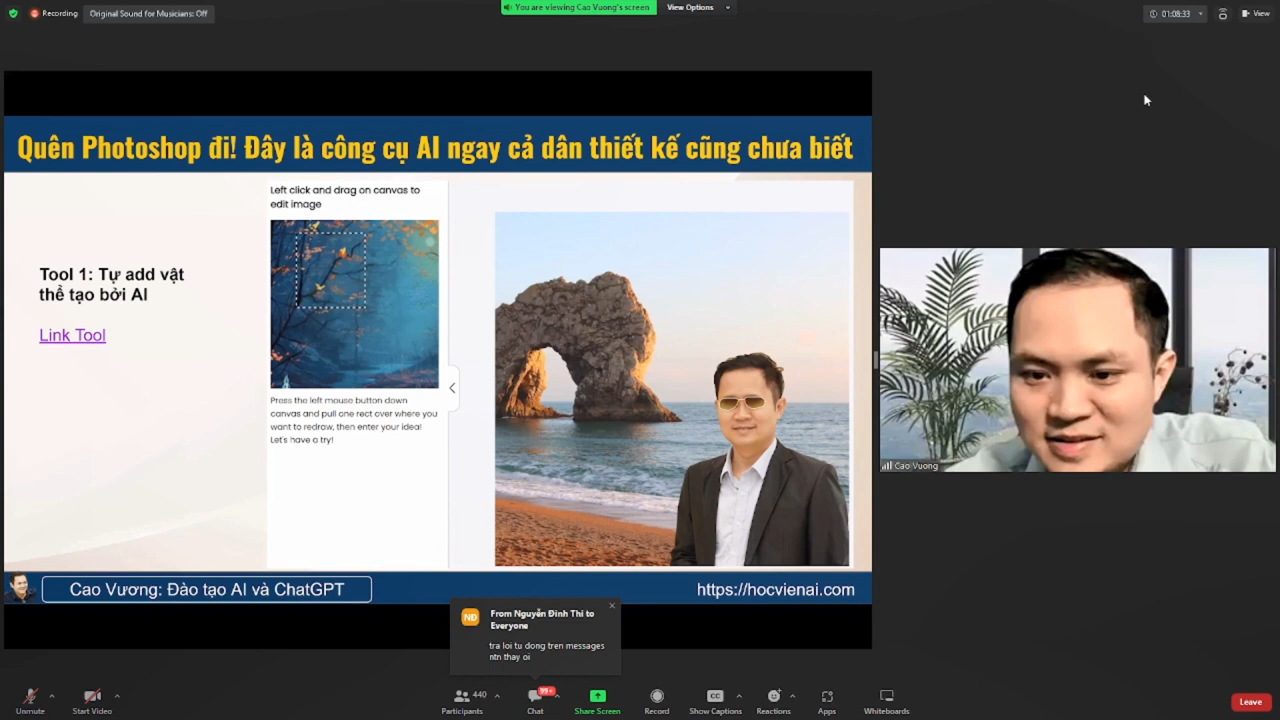 Recording
Original Sound for Musicians: Off
You are viewing Cao Vuong's screen
View Options
01:08:33
View
Quên Photoshop đi! Đây là công cụ AI ngay cả dân thiết kế cũng chưa biết
Left click and drag on canvas to
edit image
Tool 1: Tự add vật
thể tạo bởi AI
Link Tool
Press the left mouse button down
canvas and pull one rect over where you
want to redraw, then enter your idea!
Let's have a try!
Cao Vuong
Cao Vương: Đào tạo AI và ChatGPT
https://hocvienai.com
NĐ
From Nguyễn Đình Thi to
Everyone
tra loi tu dong tren messages
ntn thay oi
Unmute
Start Video
440
Participants
99+
Chat
Share Screen
Record
CC
Show Captions
Reactions
Apps
Whiteboards
Leave